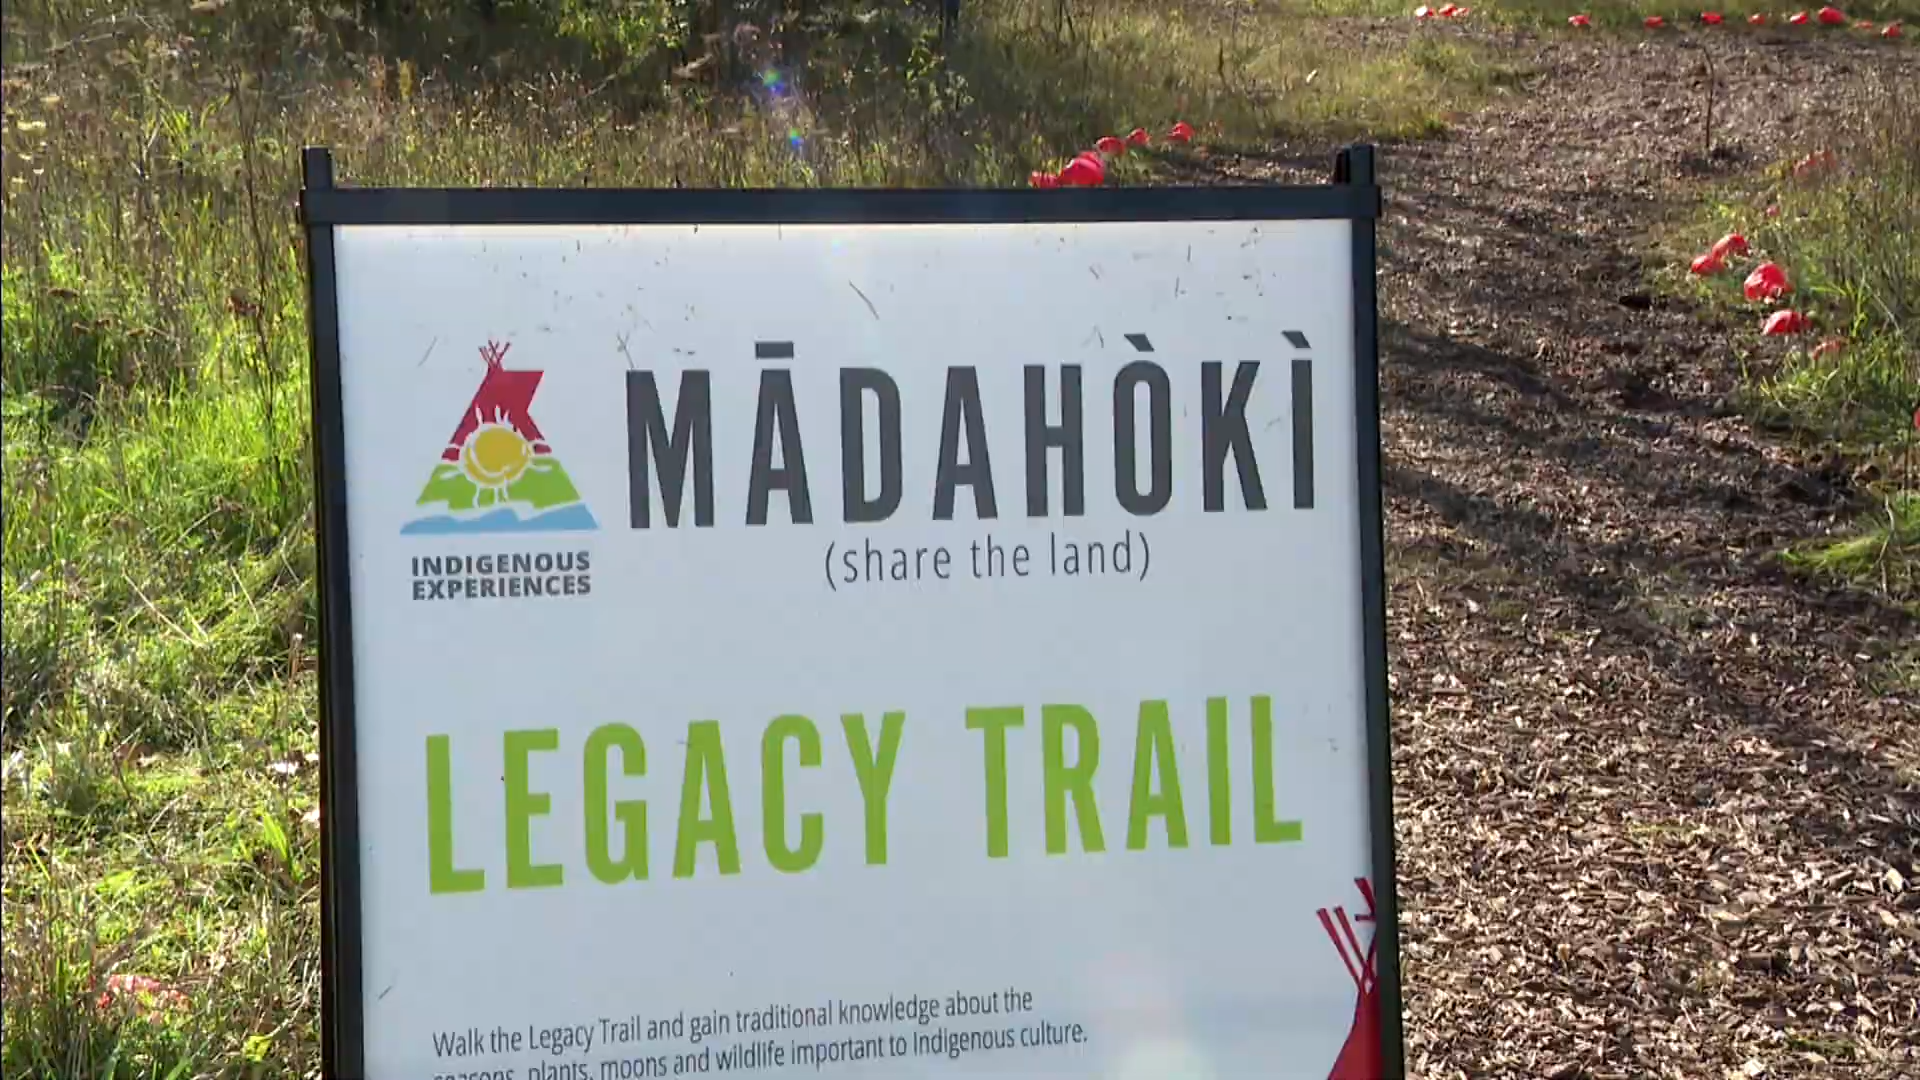 INDIGENOUS
EXPERIENCES
MĀDAHÒKÌ
(share the land)
LEGACY TRAIL
Walk the Legacy Trail and gain traditional knowledge about the
seasons, plants, moons and wildlife important to Indigenous culture.